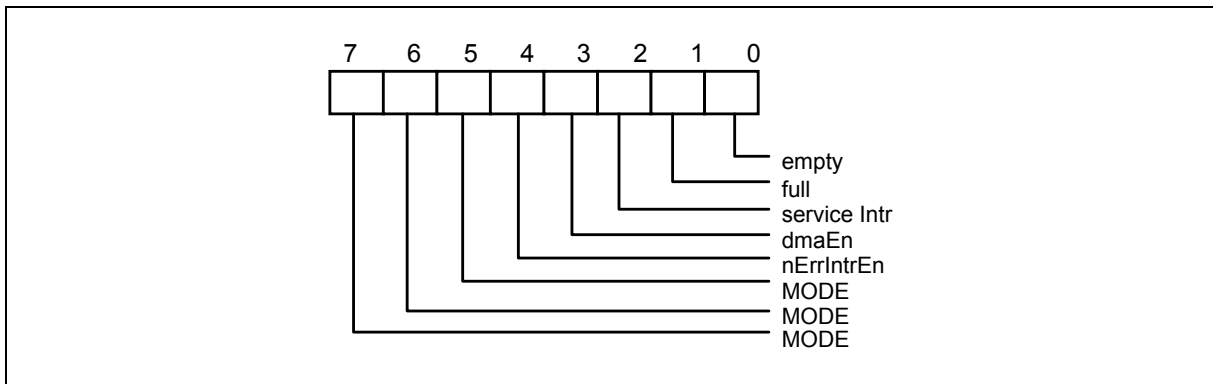 7 6 5 4 3 2 1 0
empty
full
service Intr
dmaEn
nErrIntrEn
MODE
MODE
MODE